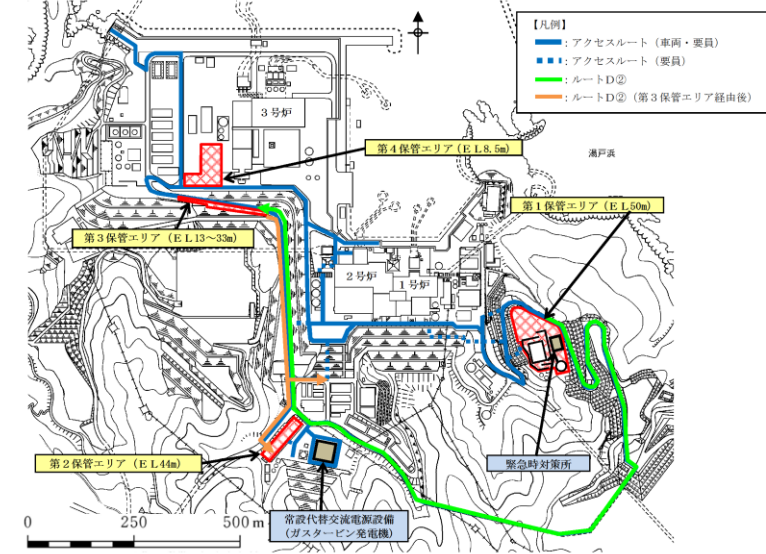 【凡例】
：アクセスルート（車両・要員）
：アクセスルート（要員）
：ルートD②
：ルートD②（第３保管エリア経由後）
３号炉
第４保管エリア（ＥＬ8.5m）
湯戸浜
第１保管エリア（ＥＬ50m）
第３保管エリア（ＥＬ13～33m）
２号炉
１号炉
第２保管エリア（ＥＬ44m）
緊急時対策所
常設代替交流電源設備
（ガスタービン発電機）
0 250 500 m